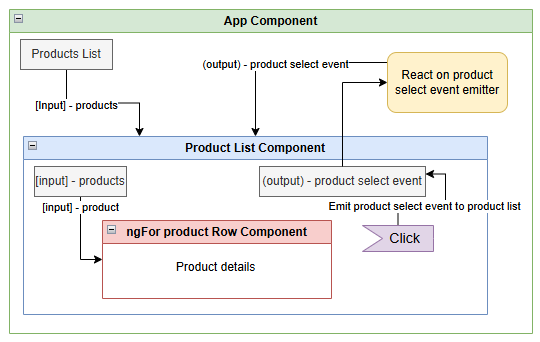 App Component
Products List
(output) - product select event
React on product
select event emitter
[Input] - products
Product List Component
[input] - products
(output) - product select event
[input] - product
Emit product select event to product list
ngFor product Row Component
Click
Product details